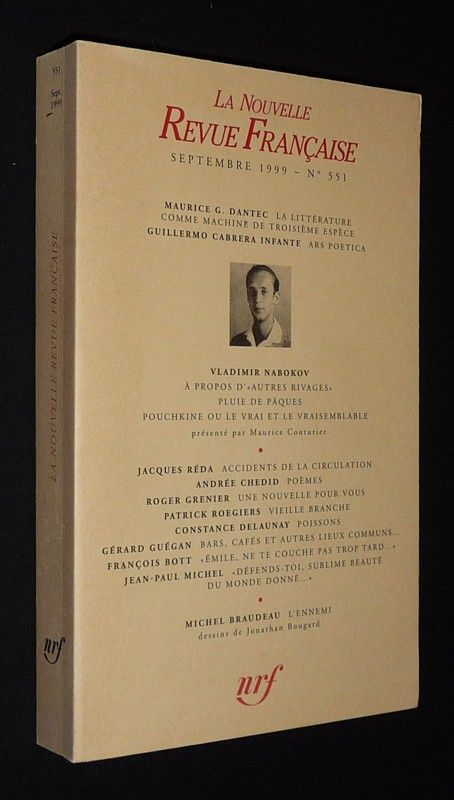 551
Sept.
1999
LA NOUVELLE REVUE FRANÇAISE
nrf
LA NOUVELLE
REVUE FRANÇAISE
SEPTEMBRE 1999 – N° 551
MAURICE G. DANTEC LA LITTÉRATURE
COMME MACHINE DE TROISIÈME ESPÈCE
GUILLERMO CABRERA INFANTE ARS POETICA
VLADIMIR NABOKOV
À PROPOS D'«AUTRES RIVAGES»
PLUIE DE PÂQUES
POUCHKINE OU LE VRAI ET LE VRAISEMBLABLE
présenté par Maurice Couturier
JACQUES RÉDA ACCIDENTS DE LA CIRCULATION
ANDRÉE CHEDID POÈMES
ROGER GRENIER UNE NOUVELLE POUR VOUS
PATRICK ROEGIERS VIEILLE BRANCHE
CONSTANCE DELAUNAY POISSONS
GÉRARD GUÉGAN BARS, CAFÉS ET AUTRES LIEUX COMMUNS...
FRANÇOIS BOTT «ÉMILE, NE TE COUCHE PAS TROP TARD...»
JEAN-PAUL MICHEL «DÉFENDS-TOI, SUBLIME BEAUTÉ
DU MONDE DONNÉ...»
MICHEL BRAUDEAU L'ENNEMI
dessins de Jonathan Bougard
nrf